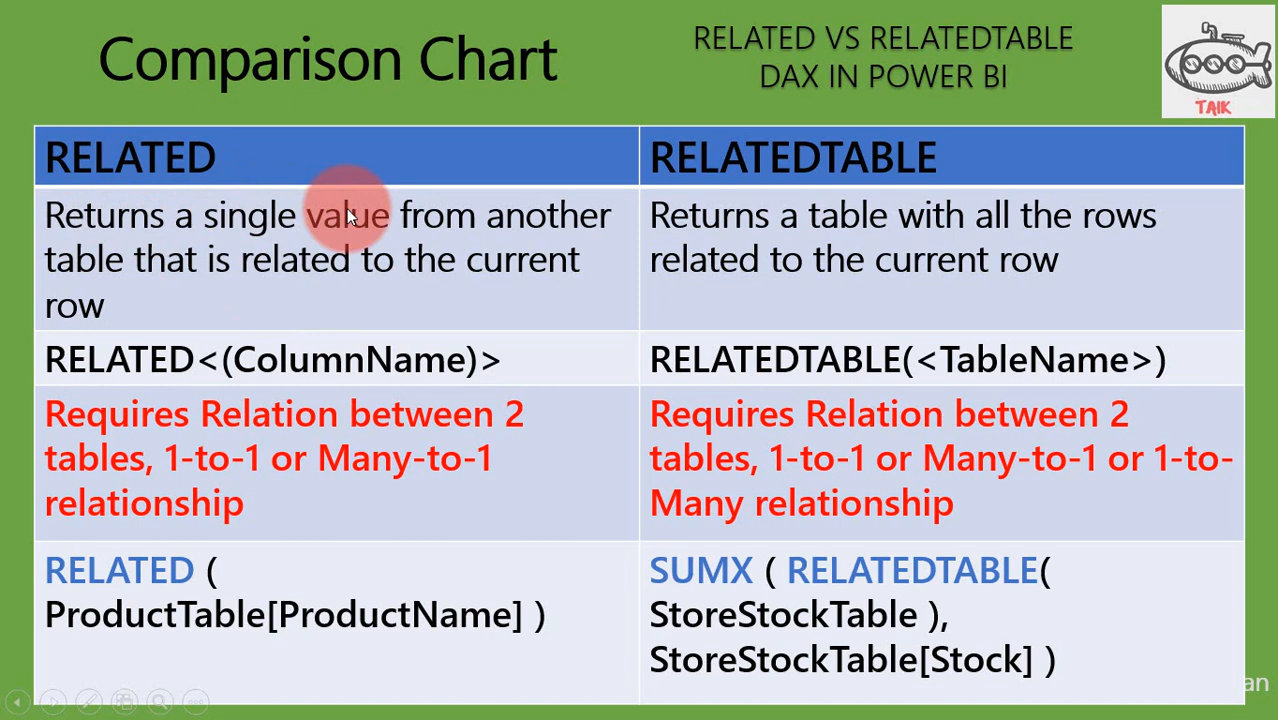 Comparison Chart
RELATED VS RELATEDTABLE
DAX IN POWER BI
TAIK
RELATED
RELATEDTABLE
Returns a single value from another
table that is related to the current
row
Returns a table with all the rows
related to the current row
RELATED<(ColumnName)>
RELATEDTABLE(<TableName>)
Requires Relation between 2
tables, 1-to-1 or Many-to-1
relationship
Requires Relation between 2
tables, 1-to-1 or Many-to-1 or 1-to-
Many relationship
RELATED (
ProductTable[ProductName] )
SUMX ( RELATEDTABLE(
StoreStockTable ),
StoreStockTable[Stock] )